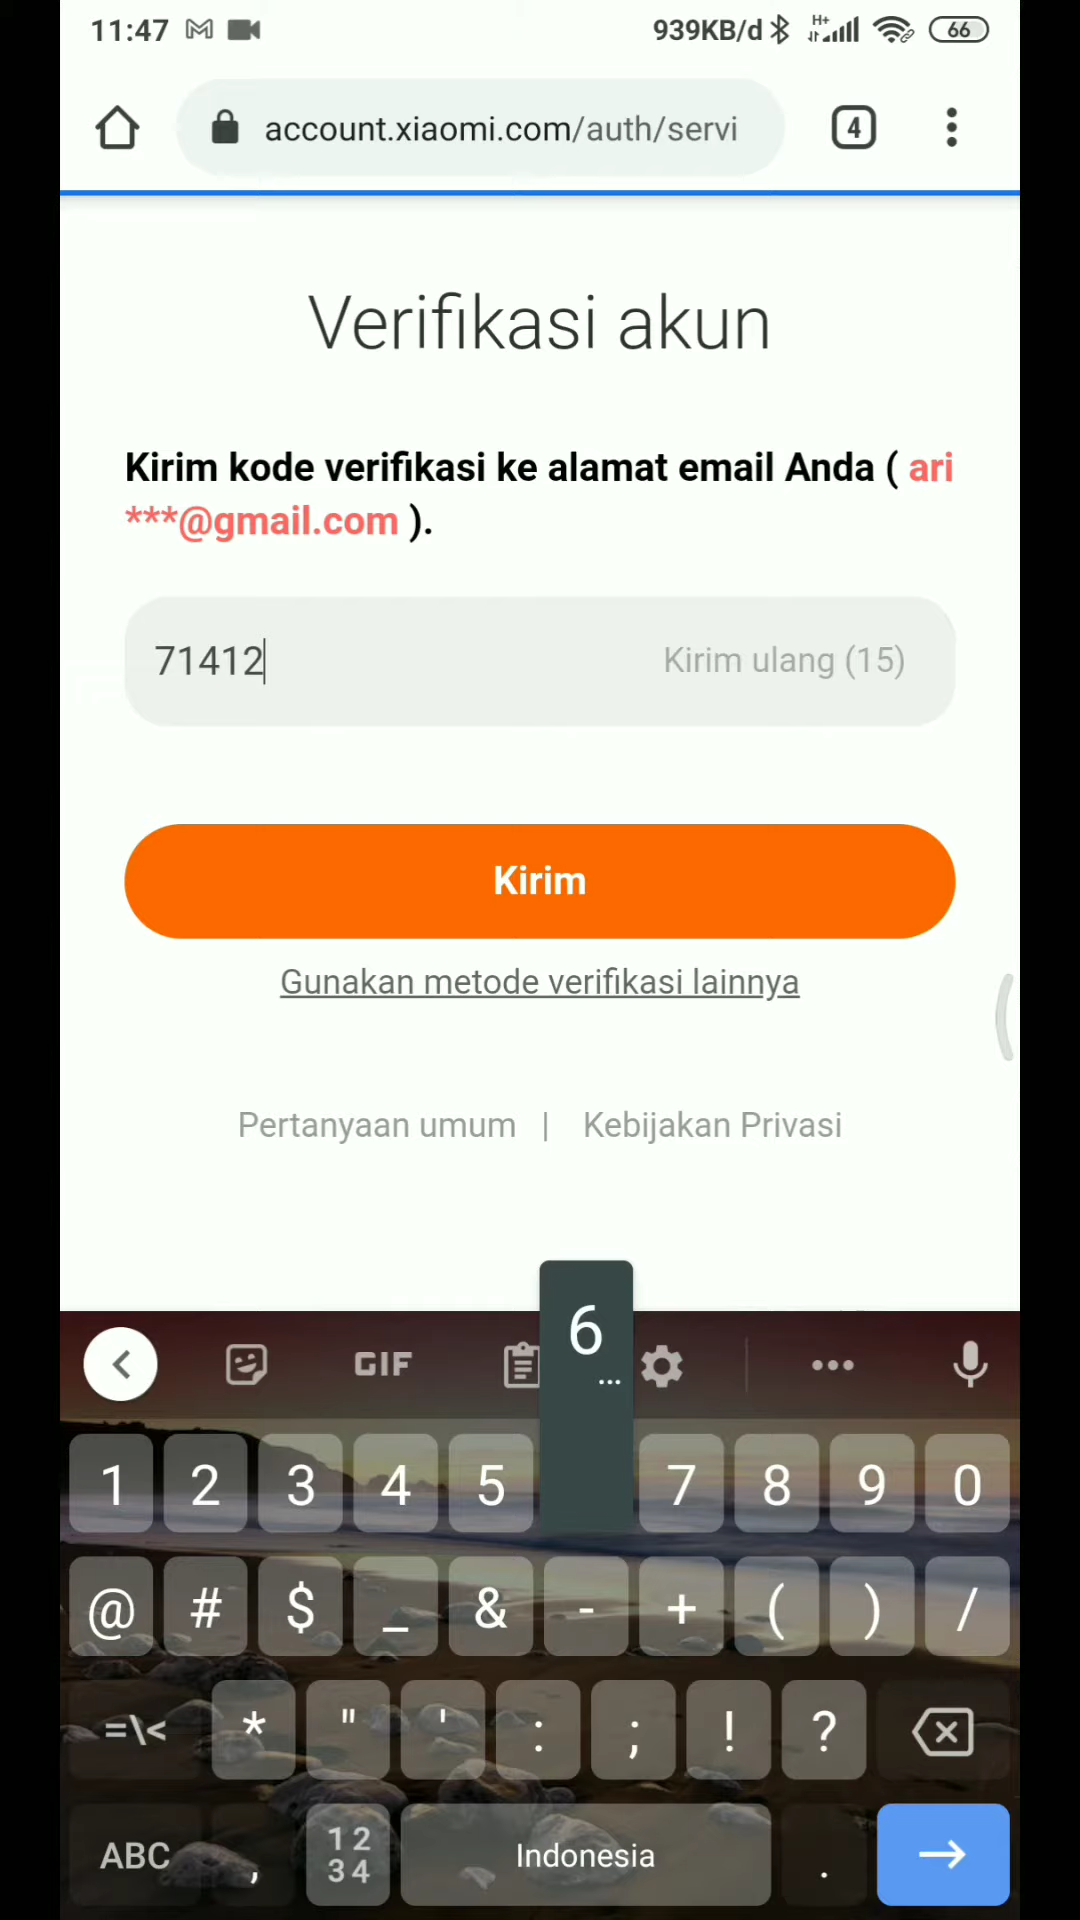 11:47 939KB/d H+ 66
account.xiaomi.com/auth/servi 4
Verifikasi akun
Kirim kode verifikasi ke alamat email Anda ( ari
***@gmail.com ).
71412 Kirim ulang (15)
Kirim
Gunakan metode verifikasi lainnya
Pertanyaan umum | Kebijakan Privasi
6
...
GIF
1 2 3 4 5 7 8 9 0
@ # $ _ & - + ( ) /
=\< * " ' : ; ! ?
ABC , 12 Indonesia .
34